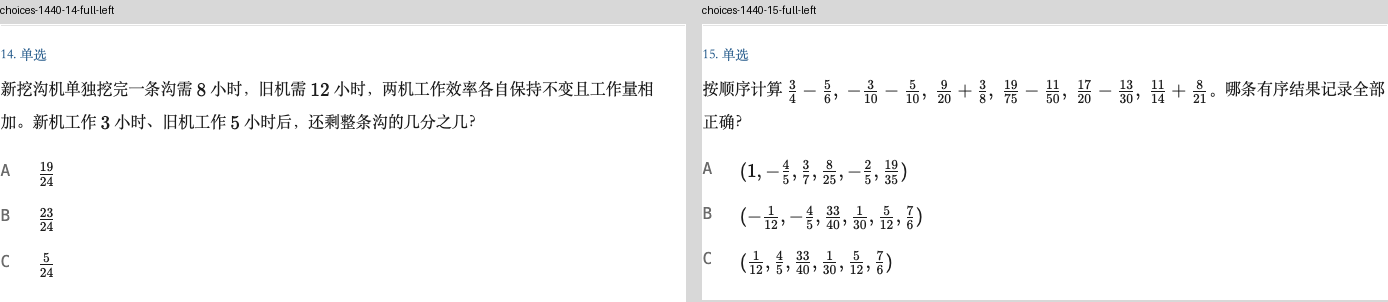 choices-1440-14-full-left
14. 单选
新挖沟机单独挖完一条沟需 8 小时，旧机需 12 小时，两机工作效率各自保持不变且工作量相
加。新机工作 3 小时、旧机工作 5 小时后，还剩整条沟的几分之几？
A 19/24
B 23/24
C 5/24
choices-1440-15-full-left
15. 单选
按顺序计算 3/4 − 5/6, −3/10 − 5/10, 9/20 + 3/8, 19/75 − 11/50, 17/20 − 13/30, 11/14 + 8/21。哪条有序结果记录全部
正确？
A (1, −4/5, 3/7, 8/25, −2/5, 19/35)
B (−1/12, −4/5, 33/40, 1/30, 5/12, 7/6)
C (1/12, 4/5, 33/40, 1/30, 5/12, 7/6)